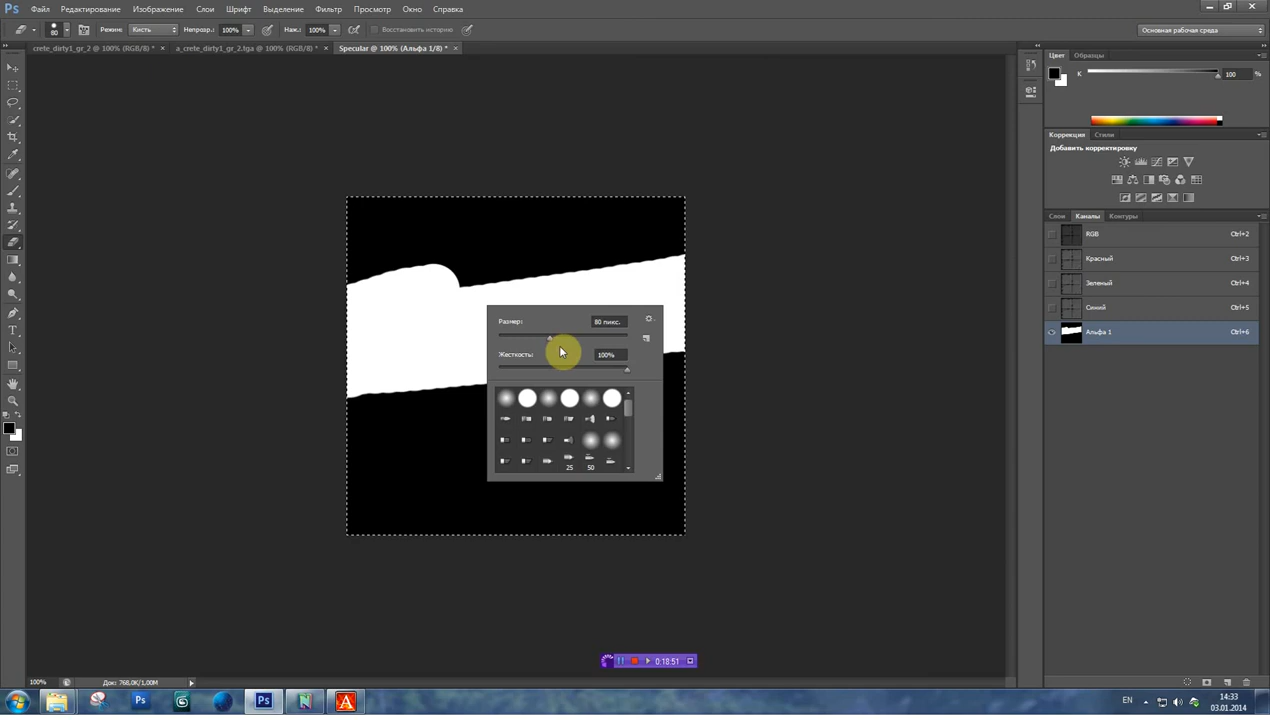 Ps Файл Редактирование Изображение Слои Шрифт Выделение Фильтр Просмотр Окно Справка
80 Режим: Кисть Непрозр.: 100% Наж.: 100% Восстановить историю Основная рабочая среда
crete_dirty1_gr_2 @ 100% (RGB/8) * × a_crete_dirty1_gr_2.tga @ 100% (RGB/8) * × Specular @ 100% (Альфа 1/8) * ×
Цвет Образцы
K 100 %
Коррекция Стили
Добавить корректировку
Слои Каналы Контуры
RGB Ctrl+2
Красный Ctrl+3
Зеленый Ctrl+4
Синий Ctrl+5
Альфа 1 Ctrl+6
Размер: 80 пикс.
Жесткость: 100%
25 50
0:18:51
100% Док: 768,0K/1,00M
Ps Ps EN 14:33
03.01.2014